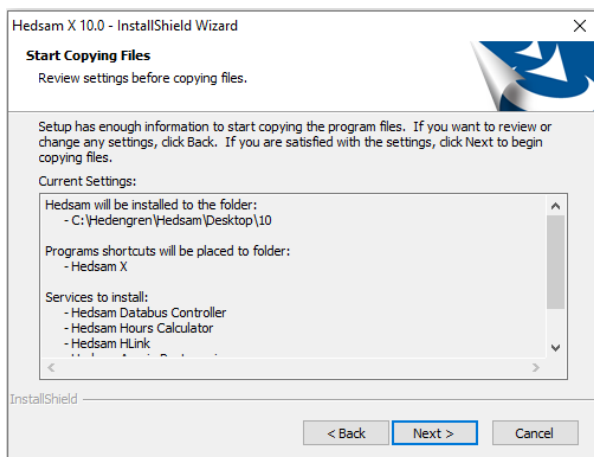 Hedsam X 10.0 - InstallShield Wizard
Start Copying Files
Review settings before copying files.
Setup has enough information to start copying the program files. If you want to review or
change any settings, click Back. If you are satisfied with the settings, click Next to begin
copying files.
Current Settings:
Hedsam will be installed to the folder:
- C:\Hedengren\Hedsam\Desktop\10
Programs shortcuts will be placed to folder:
- Hedsam X
Services to install:
- Hedsam Databus Controller
- Hedsam Hours Calculator
- Hedsam HLink
InstallShield
< Back
Next >
Cancel